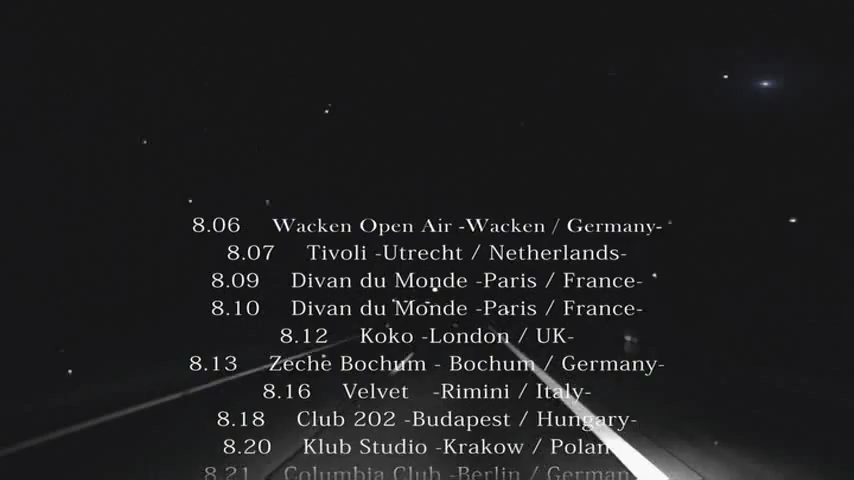 8.06 Wacken Open Air -Wacken / Germany-
8.07 Tivoli -Utrecht / Netherlands-
8.09 Divan du Monde -Paris / France-
8.10 Divan du Monde -Paris / France-
8.12 Koko -London / UK-
8.13 Zeche Bochum - Bochum / Germany-
8.16 Velvet -Rimini / Italy-
8.18 Club 202 -Budapest / Hungary-
8.20 Klub Studio -Krakow / Polan
8.21 Columbia Club -Berlin / German